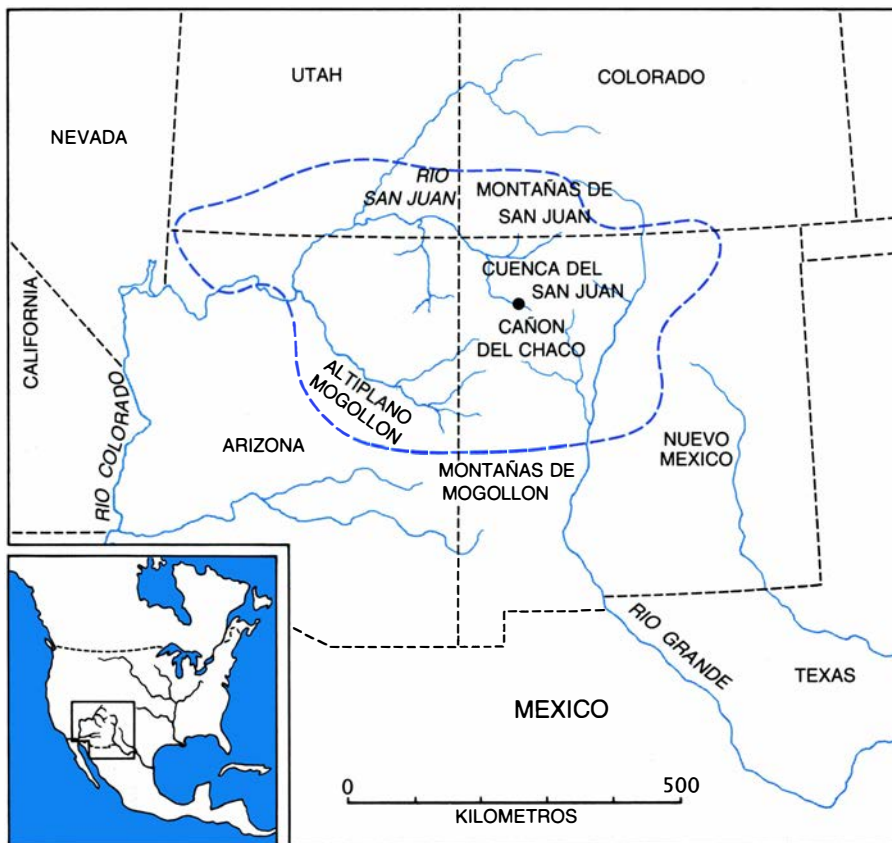 UTAH
COLORADO
NEVADA
RIO
SAN JUAN
MONTAÑAS DE
SAN JUAN
CUENCA DEL
SAN JUAN
CAÑON
DEL CHACO
CALIFORNIA
RIO COLORADO
ALTIPLANO
MOGOLLON
ARIZONA
MONTAÑAS DE
MOGOLLON
NUEVO
MEXICO
RIO GRANDE
TEXAS
MEXICO
0 500
KILOMETROS